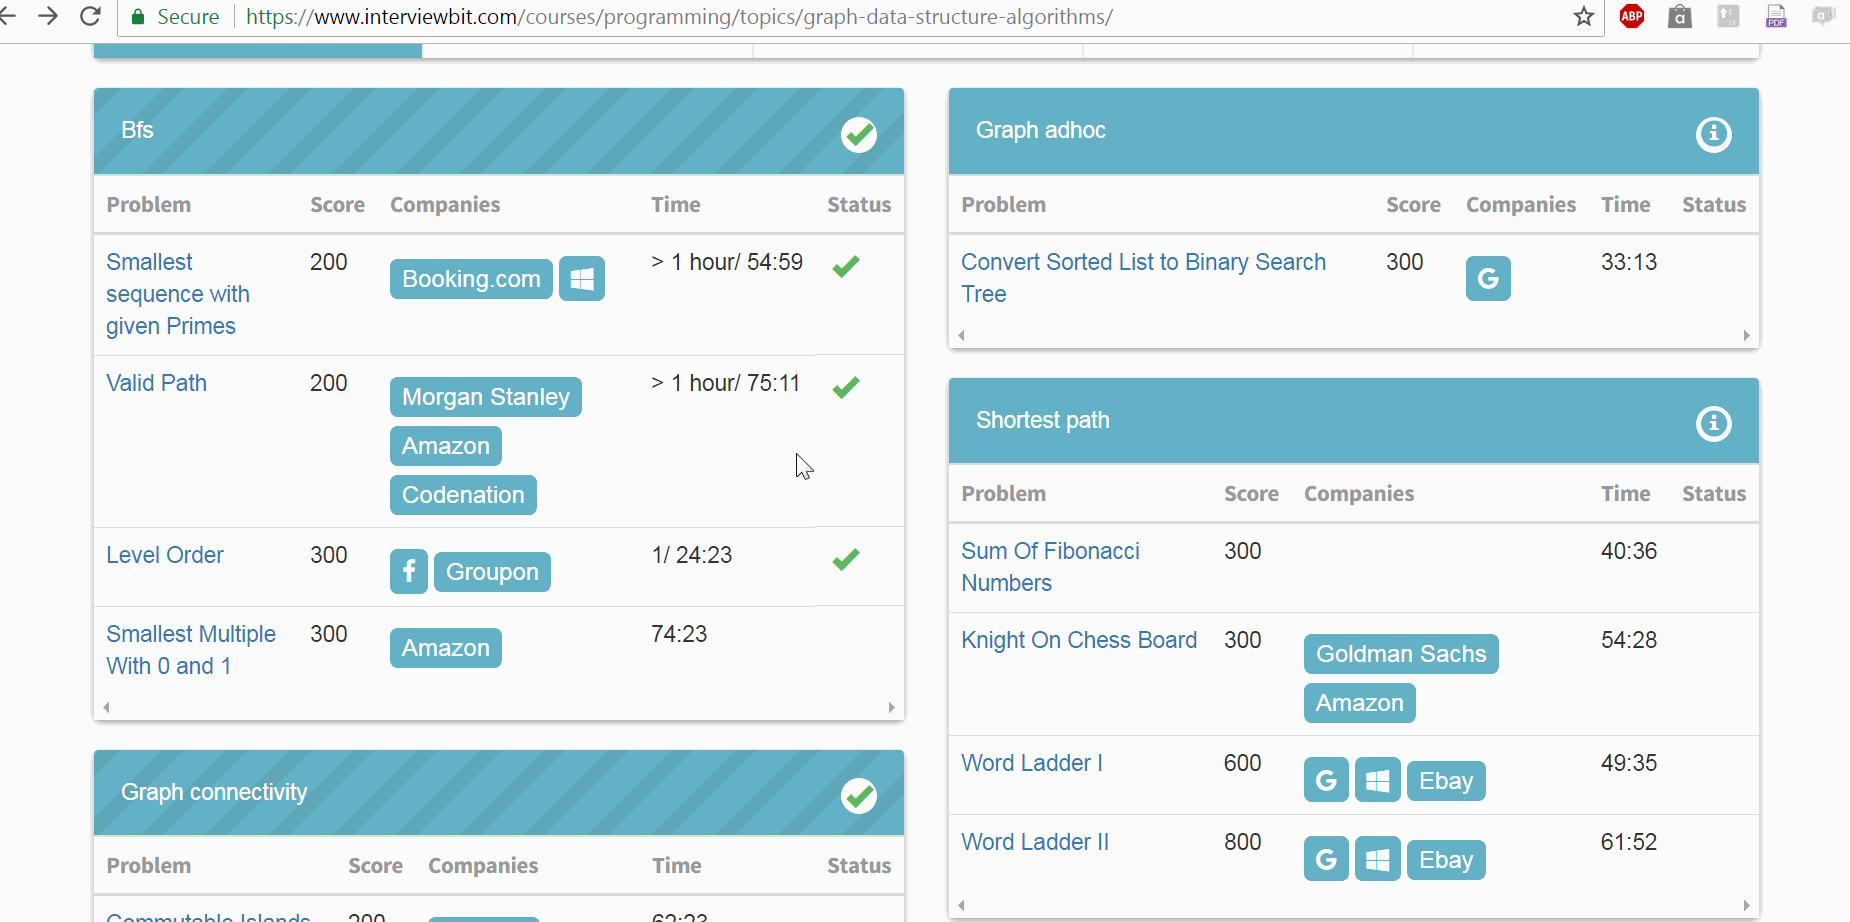 Secure
https://www.interviewbit.com/courses/programming/topics/graph-data-structure-algorithms/
ABP
a
PDF
a
Bfs
Problem Score Companies Time Status
Smallest 200 Booking.com > 1 hour/ 54:59
sequence with
given Primes
Valid Path 200 Morgan Stanley > 1 hour/ 75:11
Amazon
Codenation
Level Order 300 f Groupon 1/ 24:23
Smallest Multiple 300 Amazon 74:23
With 0 and 1
Graph connectivity
Problem Score Companies Time Status
Commutable Islands 200 62:23
Graph adhoc
i
Problem Score Companies Time Status
Convert Sorted List to Binary Search 300 G 33:13
Tree
Shortest path
i
Problem Score Companies Time Status
Sum Of Fibonacci 300 40:36
Numbers
Knight On Chess Board 300 Goldman Sachs 54:28
Amazon
Word Ladder I 600 G Ebay 49:35
Word Ladder II 800 G Ebay 61:52